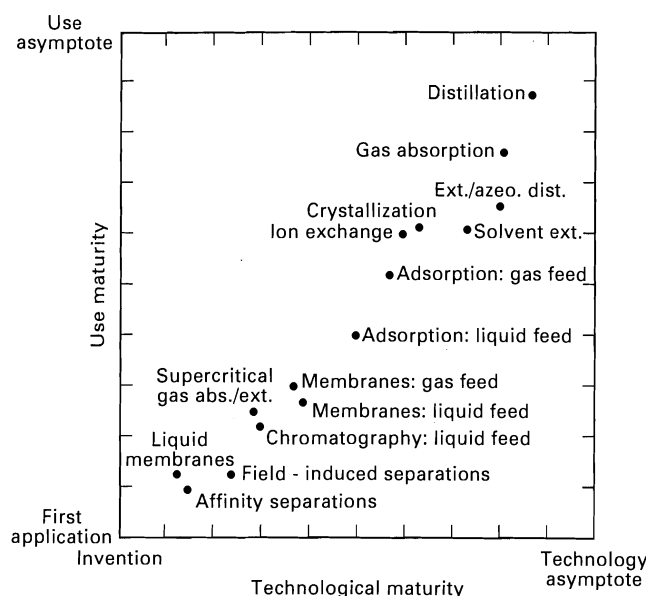 Use
asymptote
Distillation
Gas absorption
Ext./azeo. dist.
Crystallization
Ion exchange
Solvent ext.
Adsorption: gas feed
Use maturity
Adsorption: liquid feed
Supercritical
gas abs./ext.
Membranes: gas feed
Membranes: liquid feed
Chromatography: liquid feed
Liquid
membranes
Field - induced separations
Affinity separations
First
application
Invention
Technology
asymptote
Technological maturity